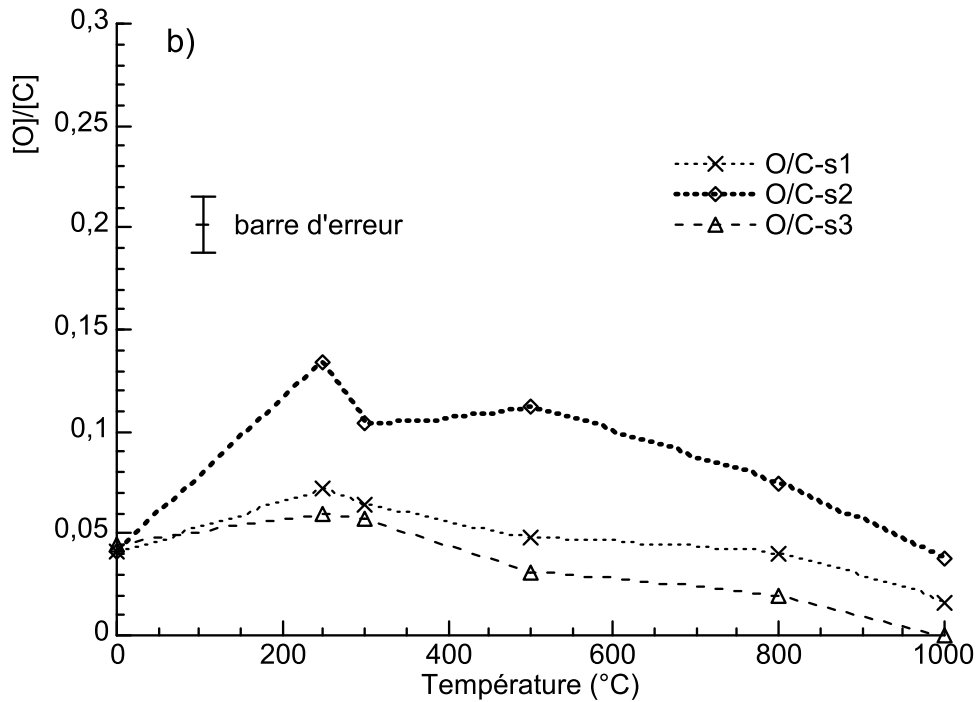 b)
[O]/[C]
0,3
0,25
0,2
0,15
0,1
0,05
0
barre d'erreur
O/C-s1
O/C-s2
O/C-s3
0 200 400 600 800 1000
Température (°C)